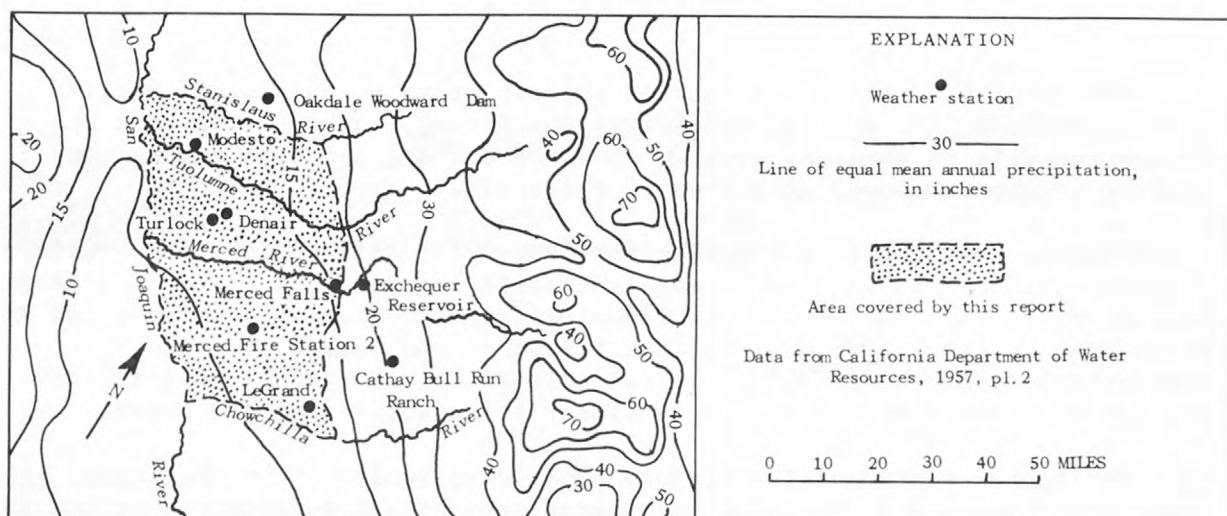 10
60
40
60
40
50
20
20
15
Stanislaus
River
Oakdale Woodward Dam
San
Modesto
Tuolumne
River
15
30
70
50
Turlock
Denair
Merced River
10
Joaquin
Merced Falls
Exchequer
Reservoir
20
60
40
Merced Fire Station 2
Cathay Bull Run
Ranch
LeGrand
Chowchilla
River
River
N
60
70
40
40
40
30
50
EXPLANATION
Weather station
30
Line of equal mean annual precipitation,
in inches
Area covered by this report
Data from California Department of Water
Resources, 1957, pl.2
0 10 20 30 40 50 MILES